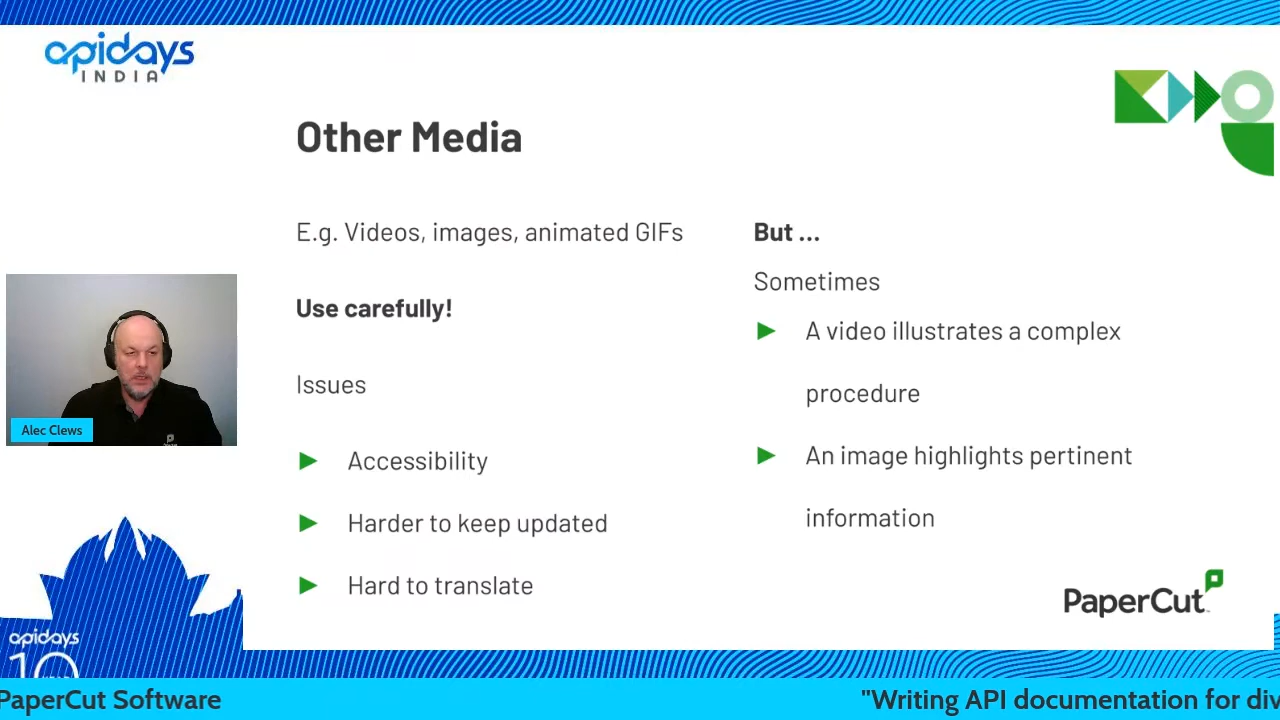 apidays
INDIA
Other Media
E.g. Videos, images, animated GIFs
Use carefully!
Issues
Accessibility
Harder to keep updated
Hard to translate
But ...
Sometimes
A video illustrates a complex
procedure
An image highlights pertinent
information
PaperCut
Alec Clews
apidays
10
PaperCut Software
"Writing API documentation for div